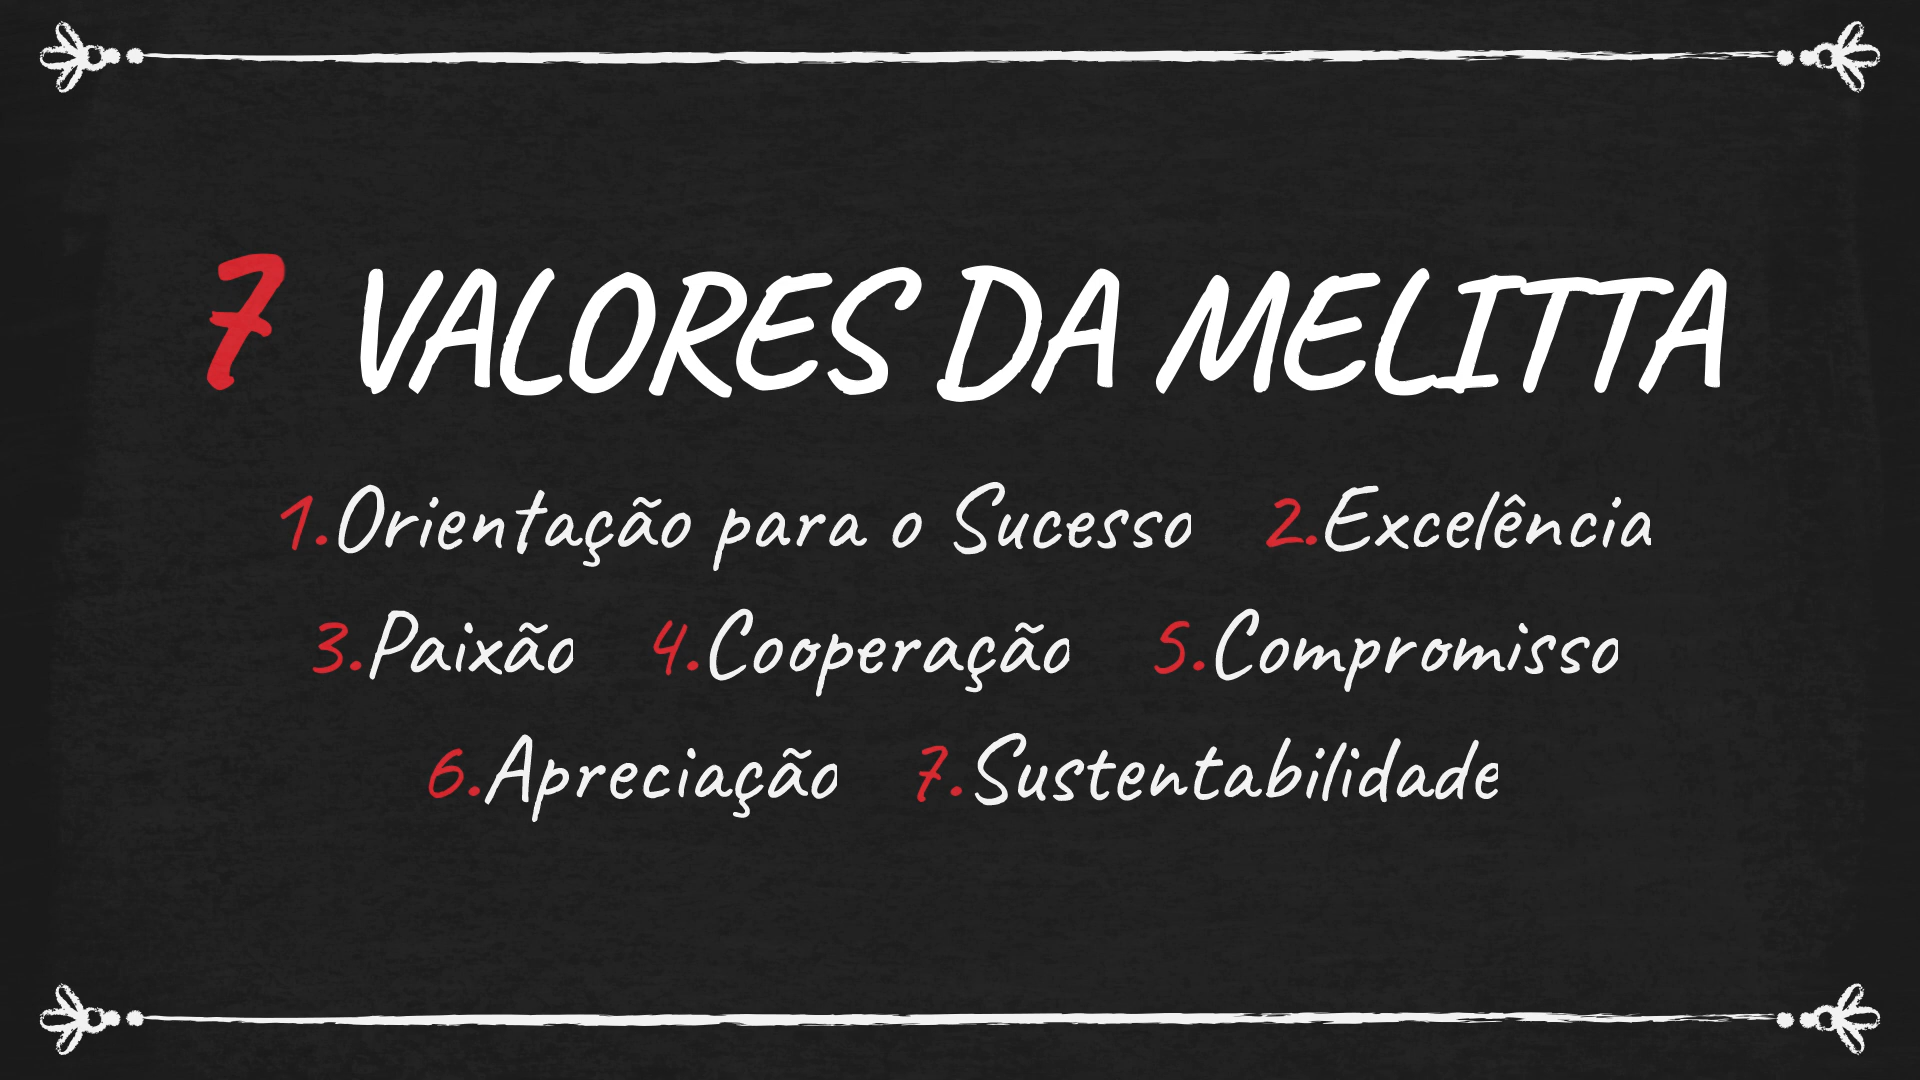 7 VALORES DA MELITTA
1.Orientação para o Sucesso 2.Excelência
3.Paixão 4.Cooperação 5.Compromisso
6.Apreciação 7.Sustentabilidade